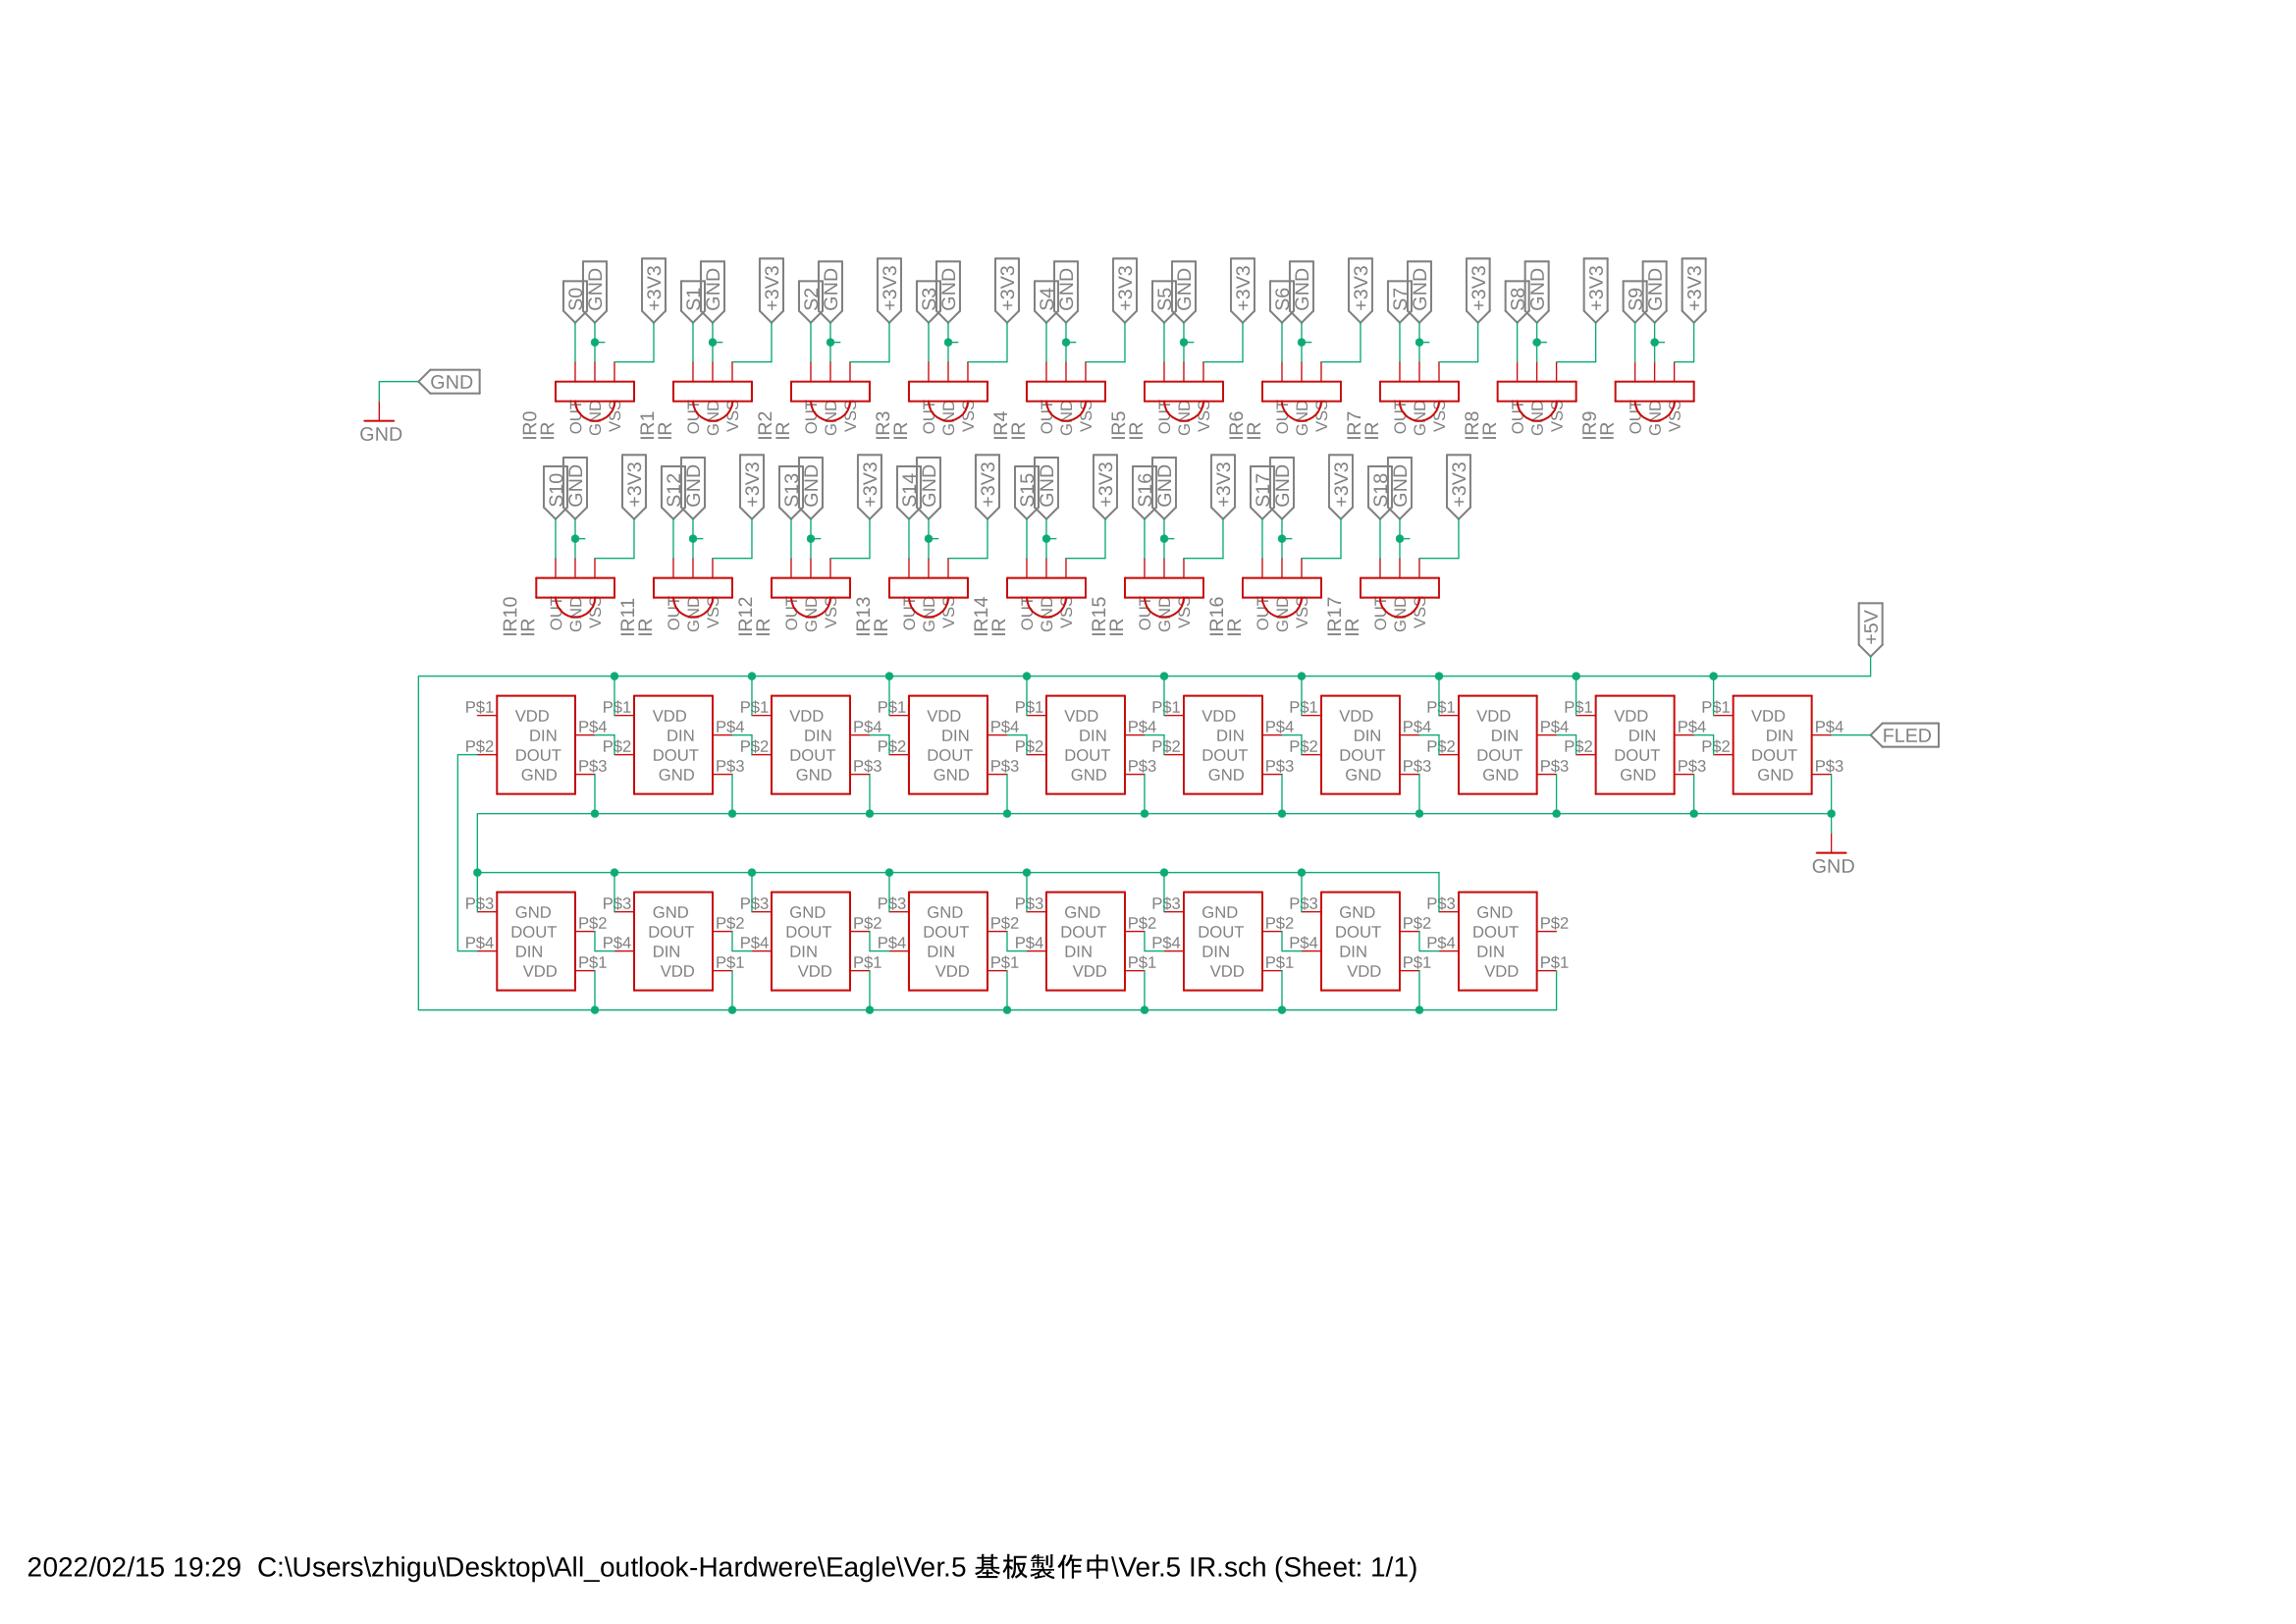 S0 GND +3V3 S1 GND +3V3 S2 GND +3V3 S3 GND +3V3 S4 GND +3V3 S5 GND +3V3 S6 GND +3V3 S7 GND +3V3 S8 GND +3V3 S9 GND +3V3
GND
GND
IR0 IR OUT GND VSS IR1 IR OUT GND VSS IR2 IR OUT GND VSS IR3 IR OUT GND VSS IR4 IR OUT GND VSS IR5 IR OUT GND VSS IR6 IR OUT GND VSS IR7 IR OUT GND VSS IR8 IR OUT GND VSS IR9 IR OUT GND VSS
S10 GND +3V3 S12 GND +3V3 S13 GND +3V3 S14 GND +3V3 S15 GND +3V3 S16 GND +3V3 S17 GND +3V3 S18 GND +3V3
IR10 IR OUT GND VSS IR11 IR OUT GND VSS IR12 IR OUT GND VSS IR13 IR OUT GND VSS IR14 IR OUT GND VSS IR15 IR OUT GND VSS IR16 IR OUT GND VSS IR17 IR OUT GND VSS
+5V
P$1 P$1 P$1 P$1 P$1 P$1 P$1 P$1 P$1 P$1
VDD VDD VDD VDD VDD VDD VDD VDD VDD VDD
P$4 P$4 P$4 P$4 P$4 P$4 P$4 P$4 P$4 P$4
DIN DIN DIN DIN DIN DIN DIN DIN DIN DIN FLED
P$2 P$2 P$2 P$2 P$2 P$2 P$2 P$2 P$2 P$2
DOUT DOUT DOUT DOUT DOUT DOUT DOUT DOUT DOUT DOUT
P$3 P$3 P$3 P$3 P$3 P$3 P$3 P$3 P$3 P$3
GND GND GND GND GND GND GND GND GND GND
GND
P$3 P$3 P$3 P$3 P$3 P$3 P$3 P$3
GND GND GND GND GND GND GND GND
P$2 P$2 P$2 P$2 P$2 P$2 P$2 P$2
DOUT DOUT DOUT DOUT DOUT DOUT DOUT DOUT
P$4 P$4 P$4 P$4 P$4 P$4 P$4 P$4
DIN DIN DIN DIN DIN DIN DIN DIN
P$1 P$1 P$1 P$1 P$1 P$1 P$1 P$1
VDD VDD VDD VDD VDD VDD VDD VDD
2022/02/15 19:29 C:\Users\zhigu\Desktop\All_outlook-Hardwere\Eagle\Ver.5 基板製作中\Ver.5 IR.sch (Sheet: 1/1)